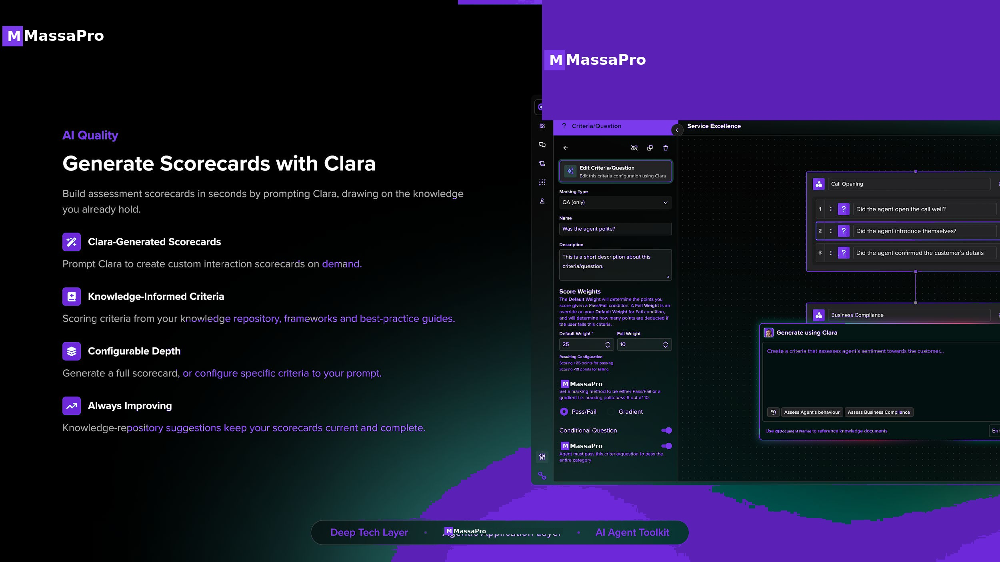 M MassaPro
M MassaPro
AI Quality
Generate Scorecards with Clara
Build assessment scorecards in seconds by prompting Clara, drawing on the knowledge
you already hold.
Clara-Generated Scorecards
Prompt Clara to create custom interaction scorecards on demand.
Knowledge-Informed Criteria
Scoring criteria from your knowledge repository, frameworks and best-practice guides.
Configurable Depth
Generate a full scorecard, or configure specific criteria to your prompt.
Always Improving
Knowledge-repository suggestions keep your scorecards current and complete.
? Criteria/Question
Edit Criteria/Question
Edit this criteria configuration using Clara
Marking Type
QA (only)
Name
Was the agent polite?
Description
This is a short description about this
criteria/question.
Score Weights
The Default Weight will determine the points you
score given a Pass/Fail condition. A Fail Weight is an
override on your Default Weight for Fail condition,
and will determine how many points are deducted if
the user fails this criteria.
Default Weight * Fail Weight
25 10
Resulting Configuration
Scoring +25 points for passing
Scoring -10 points for failing
M MassaPro
Set a marking method to be either Pass/Fail or a
gradient i.e. marking politeness 8 out of 10.
Pass/Fail Gradient
Conditional Question
M MassaPro
Agent must pass this criteria/question to pass the
entire category
Service Excellence
Call Opening
1 ? Did the agent open the call well?
2 ? Did the agent introduce themselves?
3 ? Did the agent confirmed the customer's details'
Business Compliance
Generate using Clara
Create a criteria that assesses agent's sentiment towards the customer...
Assess Agent's behaviour Assess Business Compliance
Use @[Document Name] to reference knowledge documents
Enh
Deep Tech Layer • M MassaPro Agentic Application Layer • AI Agent Toolkit